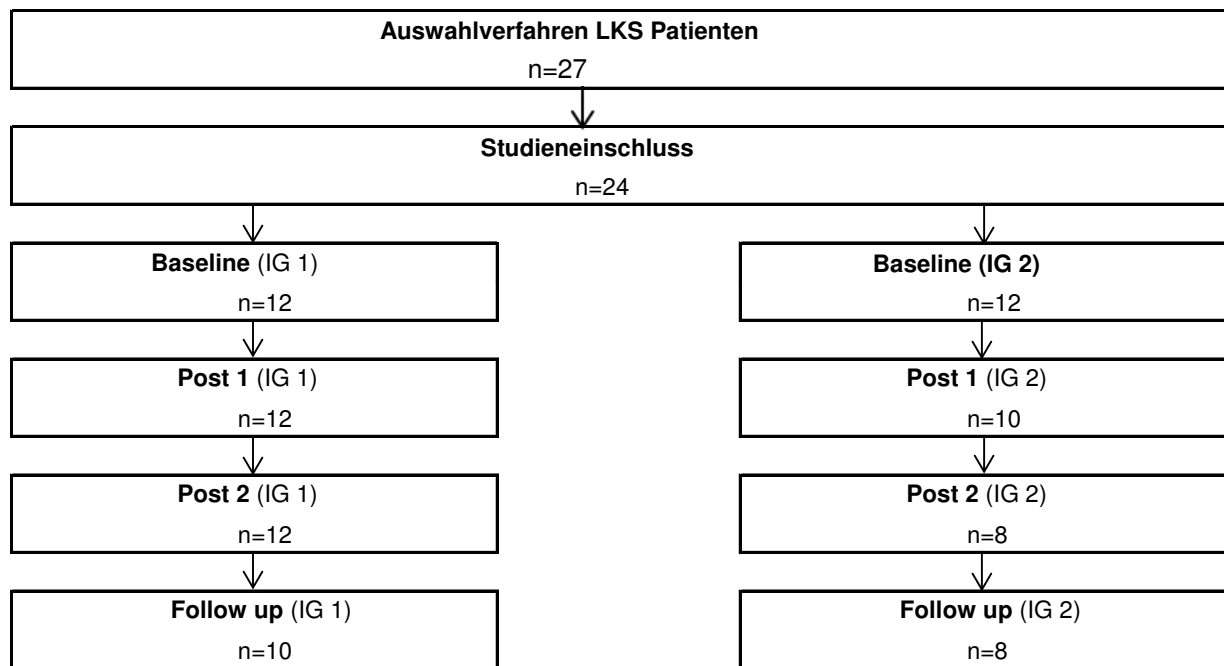 Auswahlverfahren LKS Patienten
n=27
Studieneinschluss
n=24
Baseline (IG 1)
n=12
Baseline (IG 2)
n=12
Post 1 (IG 1)
n=12
Post 1 (IG 2)
n=10
Post 2 (IG 1)
n=12
Post 2 (IG 2)
n=8
Follow up (IG 1)
n=10
Follow up (IG 2)
n=8